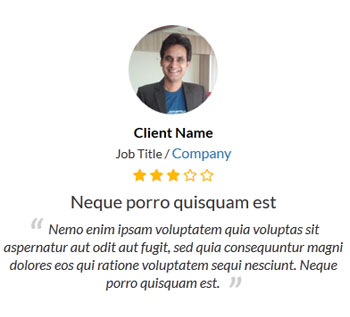 Client Name
Job Title / Company
Neque porro quisquam est
“ Nemo enim ipsam voluptatem quia voluptas sit
aspernatur aut odit aut fugit, sed quia consequuntur magni
dolores eos qui ratione voluptatem sequi nesciunt. Neque
porro quisquam est. ”